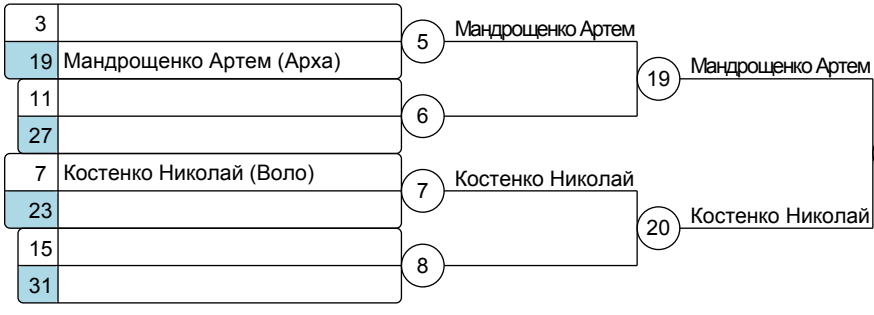 3
19 Мандрощенко Артем (Арха)
11
27
7 Костенко Николай (Воло)
23
15
31
5 Мандрощенко Артем
6
7 Костенко Николай
8
19 Мандрощенко Артем
20 Костенко Николай